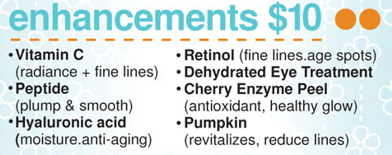 enhancements $10
• Vitamin C
(radiance + fine lines)
• Peptide
(plump & smooth)
• Hyaluronic acid
(moisture.anti-aging)
• Retinol (fine lines.age spots)
• Dehydrated Eye Treatment
• Cherry Enzyme Peel
(antioxidant, healthy glow)
• Pumpkin
(revitalizes, reduce lines)